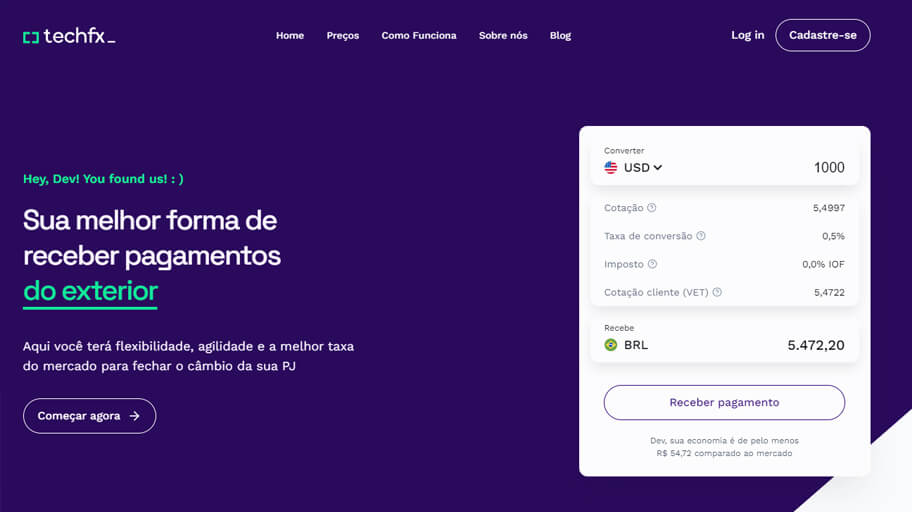 techfx_
Home Preços Como Funciona Sobre nós Blog
Log in Cadastre-se
Hey, Dev! You found us! : )
Sua melhor forma de
receber pagamentos
do exterior
Aqui você terá flexibilidade, agilidade e a melhor taxa
do mercado para fechar o câmbio da sua PJ
Começar agora →
Converter
USD 1000
Cotação 5,4997
Taxa de conversão 0,5%
Imposto 0,0% IOF
Cotação cliente (VET) 5,4722
Recebe
BRL 5.472,20
Receber pagamento
Dev, sua economia é de pelo menos
R$ 54,72 comparado ao mercado